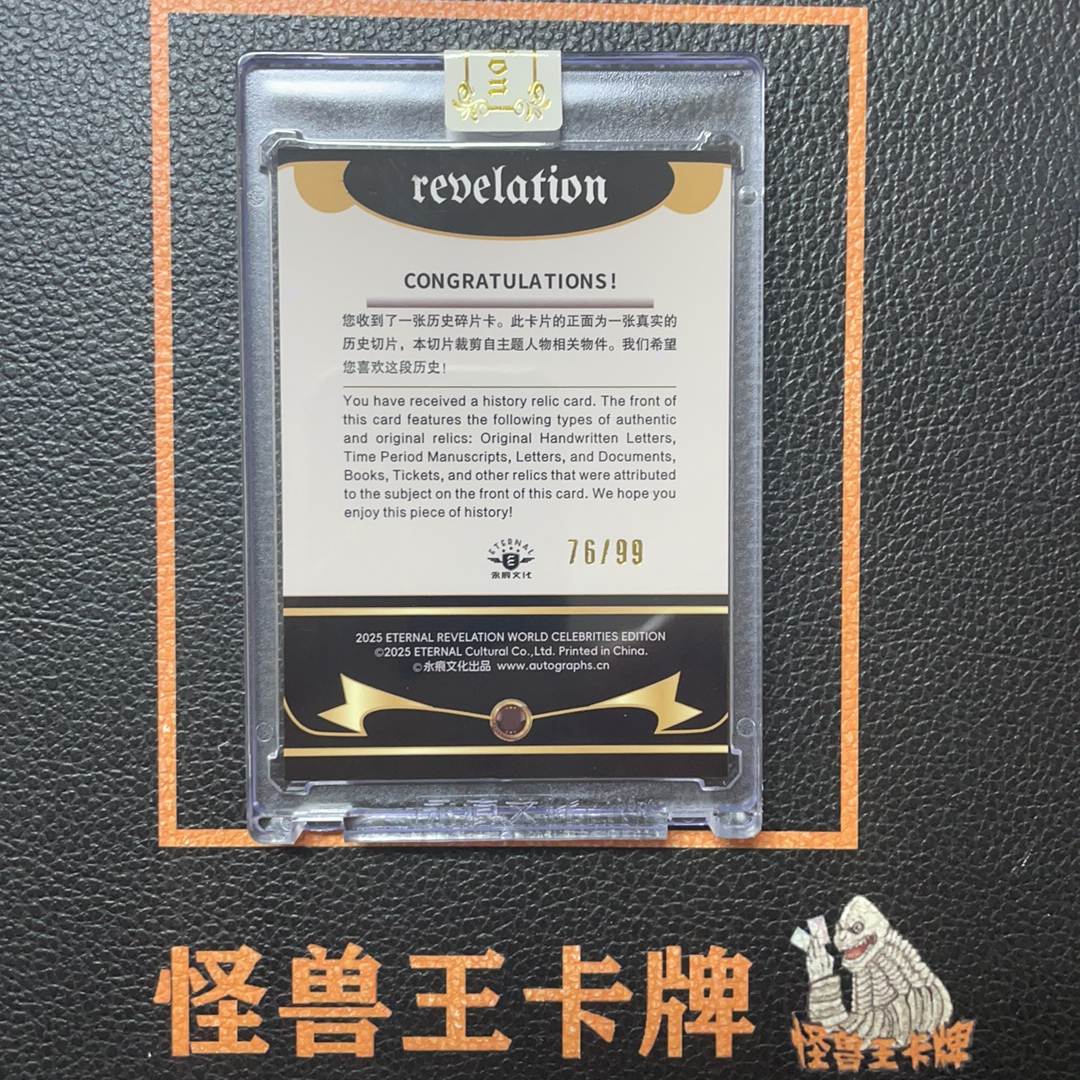 ion
revelation
CONGRATULATIONS!
您收到了一张历史碎片卡。此卡片的正面为一张真实的
历史切片，本切片裁剪自主题人物相关物件。我们希望
您喜欢这段历史！
You have received a history relic card. The front of
this card features the following types of authentic
and original relics: Original Handwritten Letters,
Time Period Manuscripts, Letters, and Documents,
Books, Tickets, and other relics that were attributed
to the subject on the front of this card. We hope you
enjoy this piece of history!
ETERNAL
永痕文化
76/99
2025 ETERNAL REVELATION WORLD CELEBRITIES EDITION
©2025 ETERNAL Cultural Co.,Ltd. Printed in China.
©永痕文化出品 www.autographs.cn
怪兽王卡牌
怪兽王卡牌